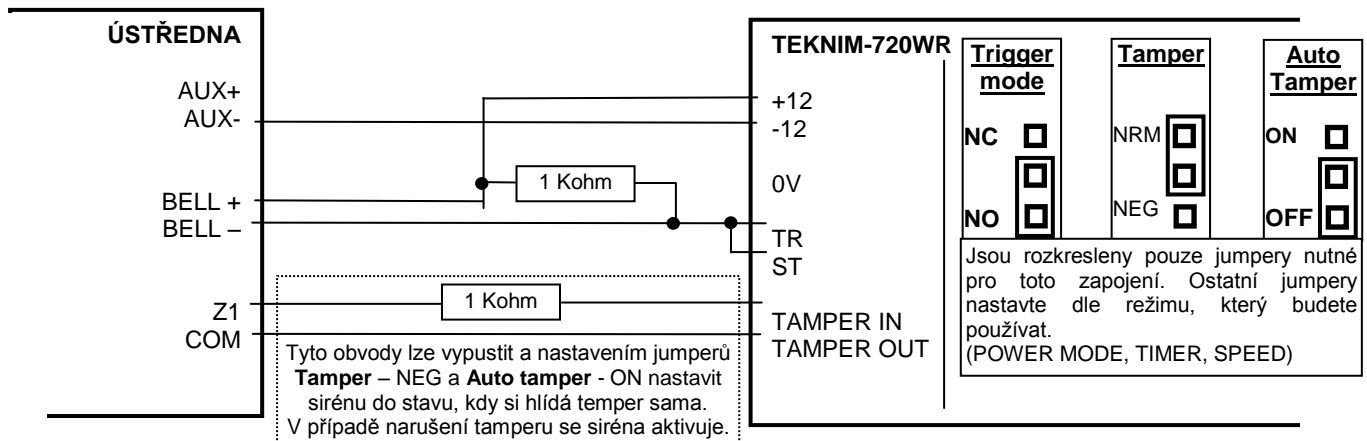 ÚSTŘEDNA
AUX+
AUX-
BELL +
BELL –
Z1
COM
1 Kohm
1 Kohm
Tyto obvody lze vypustit a nastavením jumperů
Tamper – NEG a Auto tamper - ON nastavit
sirénu do stavu, kdy si hlídá temper sama.
V případě narušení tamperu se siréna aktivuje.
TEKNIM-720WR
+12
-12
0V
TR
ST
TAMPER IN
TAMPER OUT
Trigger
mode
NC
NO
Tamper
NRM
NEG
Auto
Tamper
ON
OFF
Jsou rozkresleny pouze jumpery nutné
pro toto zapojení. Ostatní jumpery
nastavte dle režimu, který budete
používat.
(POWER MODE, TIMER, SPEED)